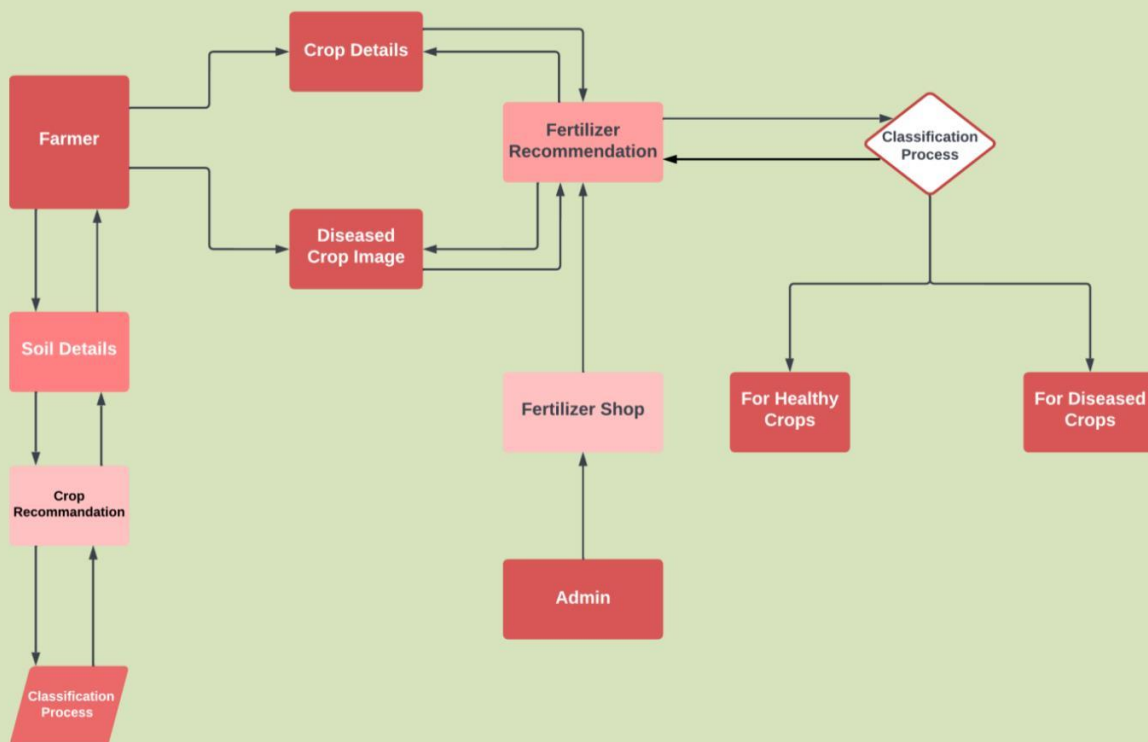 Crop Details
Farmer
Fertilizer
Recommendation
Classification
Process
Diseased
Crop Image
Soil Details
Fertilizer Shop
For Healthy
Crops
For Diseased
Crops
Crop
Recommandation
Admin
Classification
Process